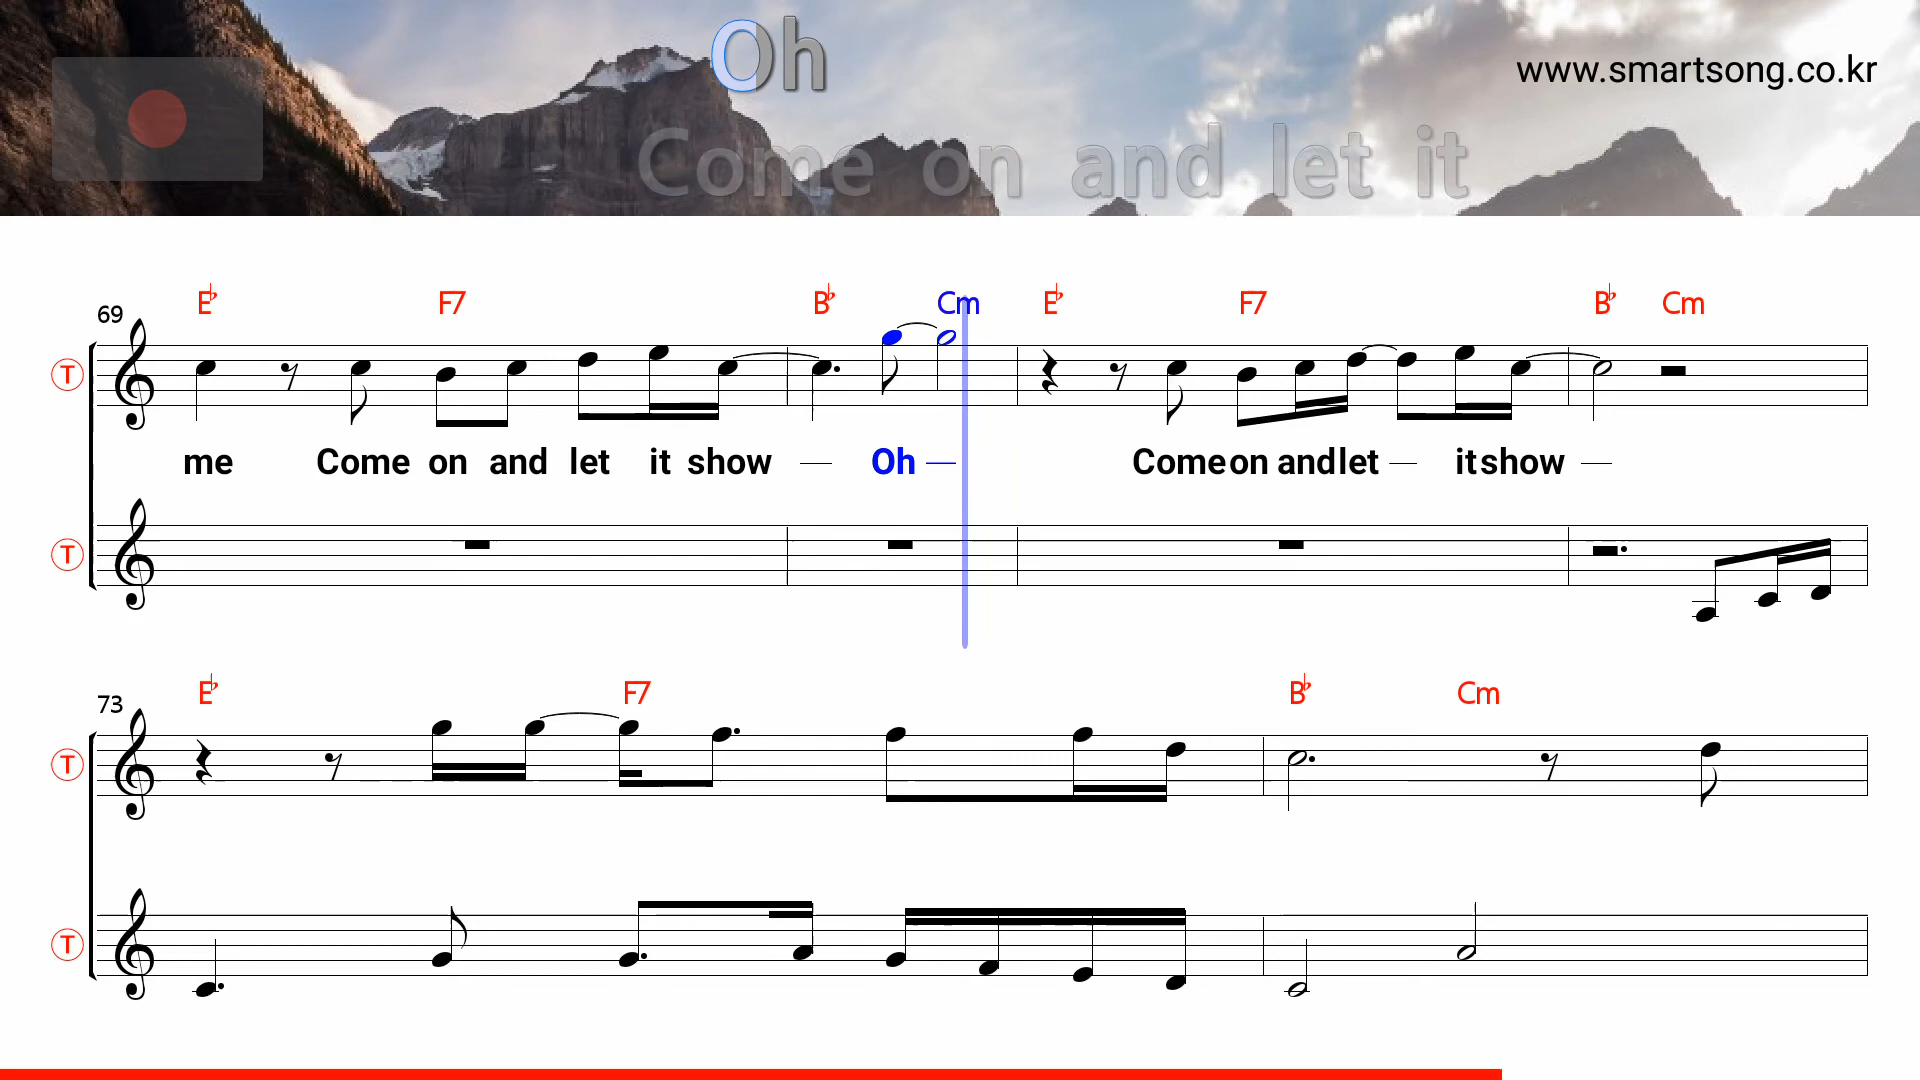 Oh
www.smartsong.co.kr
Come on and let it
E♭ F7 B♭ Cm E♭ F7 B♭ Cm
69
T
me Come on and let it show — Oh — Come on and let — it show —
T
E♭ F7 B♭ Cm
73
T
T